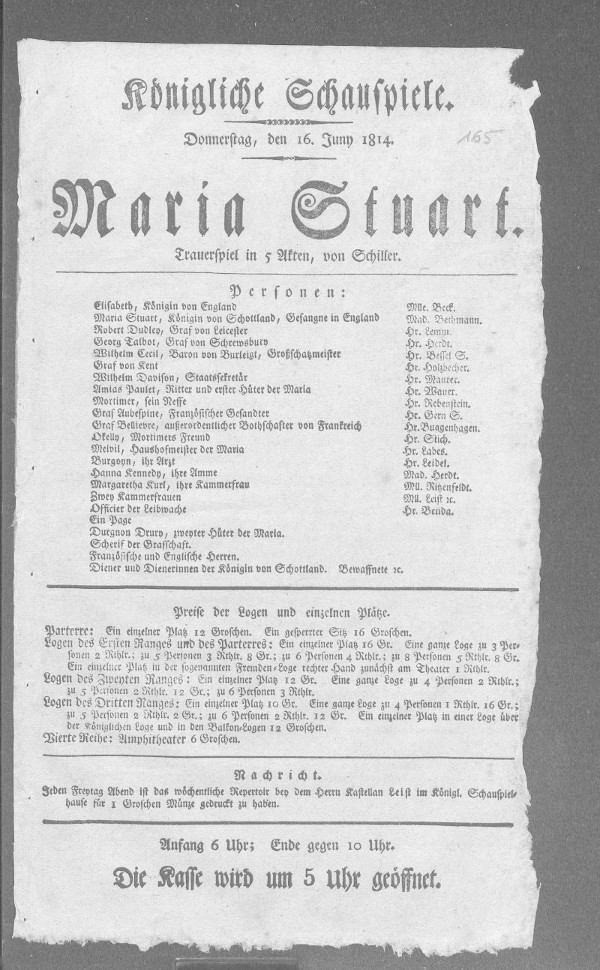 Königliche Schauspiele.
Donnerstag, den 16. Juny 1814.
165
Maria Stuart.
Trauerspiel in 5 Akten, von Schiller.
Personen:
Elisabeth, Königin von England Mlle. Beck.
Maria Stuart, Königin von Schottland, Gefangne in England Mad. Bethmann.
Robert Dudley, Graf von Leicester Hr. Lemm.
Georg Talbot, Graf von Schrewsbury Hr. Herdt.
Wilhelm Cecil, Baron von Burleigh, Großschatzmeister Hr. Bessel S.
Graf von Kent Hr. Holzbecher.
Wilhelm Davison, Staatssekretär Hr. Maurer.
Amias Paulet, Ritter und erster Hüter der Maria Hr. Wauer.
Mortimer, sein Neffe Hr. Rebenstein.
Graf Aubespine, Französischer Gesandter Hr. Gern S.
Graf Bellevre, außerordentlicher Bothschafter von Frankreich Hr. Buggenhagen.
Okelly, Mortimers Freund Hr. Stich.
Melvil, Haushofmeister der Maria Hr. Labes.
Burgoyn, ihr Arzt Hr. Leidel.
Hanna Kennedy, ihre Amme Mad. Herdt.
Margaretha Kurl, ihre Kammerfrau Mll. Ritzenfeldt.
Zwey Kammerfrauen Mll. Leist ꝛc.
Officier der Leibwache Hr. Benda.
Ein Page
Durgnon Drury, zweyter Hüter der Maria.
Scherif der Grafschaft.
Französische und Englische Herren.
Diener und Dienerinnen der Königin von Schottland. Bewaffnete ꝛc.
Preise der Logen und einzelnen Plätze.
Parterre: Ein einzelner Platz 12 Groschen. Ein gesperrter Sitz 16 Groschen.
Logen des Ersten Ranges und des Parterres: Ein einzelner Platz 16 Gr. Eine ganze Loge zu 3 Per-
sonen 2 Rthlr.; zu 5 Personen 3 Rthlr. 8 Gr.; zu 6 Personen 4 Rthlr.; zu 8 Personen 5 Rthlr. 8 Gr.
Ein einzelner Platz in der sogenannten Fremden-Loge rechter Hand zunächst am Theater 1 Rthlr.
Logen des Zweyten Ranges: Ein einzelner Platz 12 Gr. Eine ganze Loge zu 4 Personen 2 Rthlr.;
zu 5 Personen 2 Rthlr. 12 Gr.; zu 6 Personen 3 Rthlr.
Logen des Dritten Ranges: Ein einzelner Platz 10 Gr. Eine ganze Loge zu 4 Personen 1 Rthlr. 16 Gr.;
zu 5 Personen 2 Rthlr. 2 Gr.; zu 6 Personen 2 Rthlr. 12 Gr. Ein einzelner Platz in einer Loge über
der Königlichen Loge und in den Balkon-Logen 12 Groschen.
Vierte Reihe: Amphitheater 6 Groschen.
Nachricht.
Jeden Freytag Abend ist das wöchentliche Repertoir bey dem Herrn Kastellan Leist im Königl. Schauspiel-
hause für 1 Groschen Münze gedruckt zu haben.
Anfang 6 Uhr; Ende gegen 10 Uhr.
Die Kasse wird um 5 Uhr geöffnet.